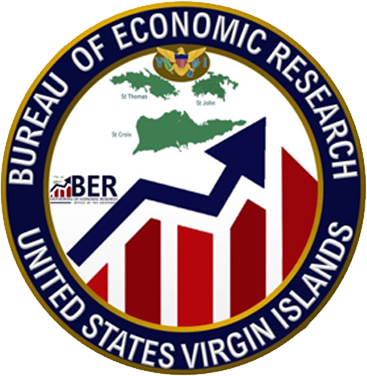 BUREAU OF ECONOMIC RESEARCH
St Thomas
St John
St Croix
BER
UNITED STATES VIRGIN ISLANDS